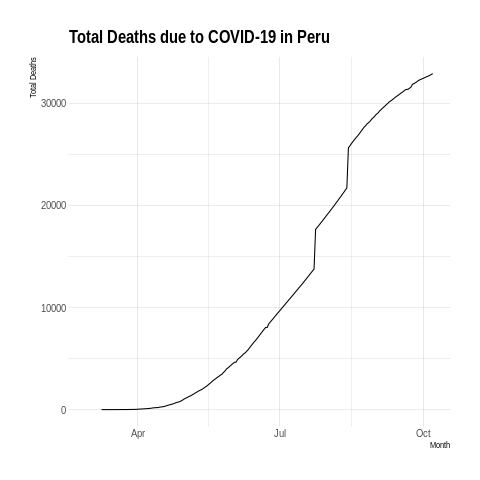 Total Deaths due to COVID-19 in Peru
Total Deaths
30000
20000
10000
0
Apr
Jul
Oct
Month